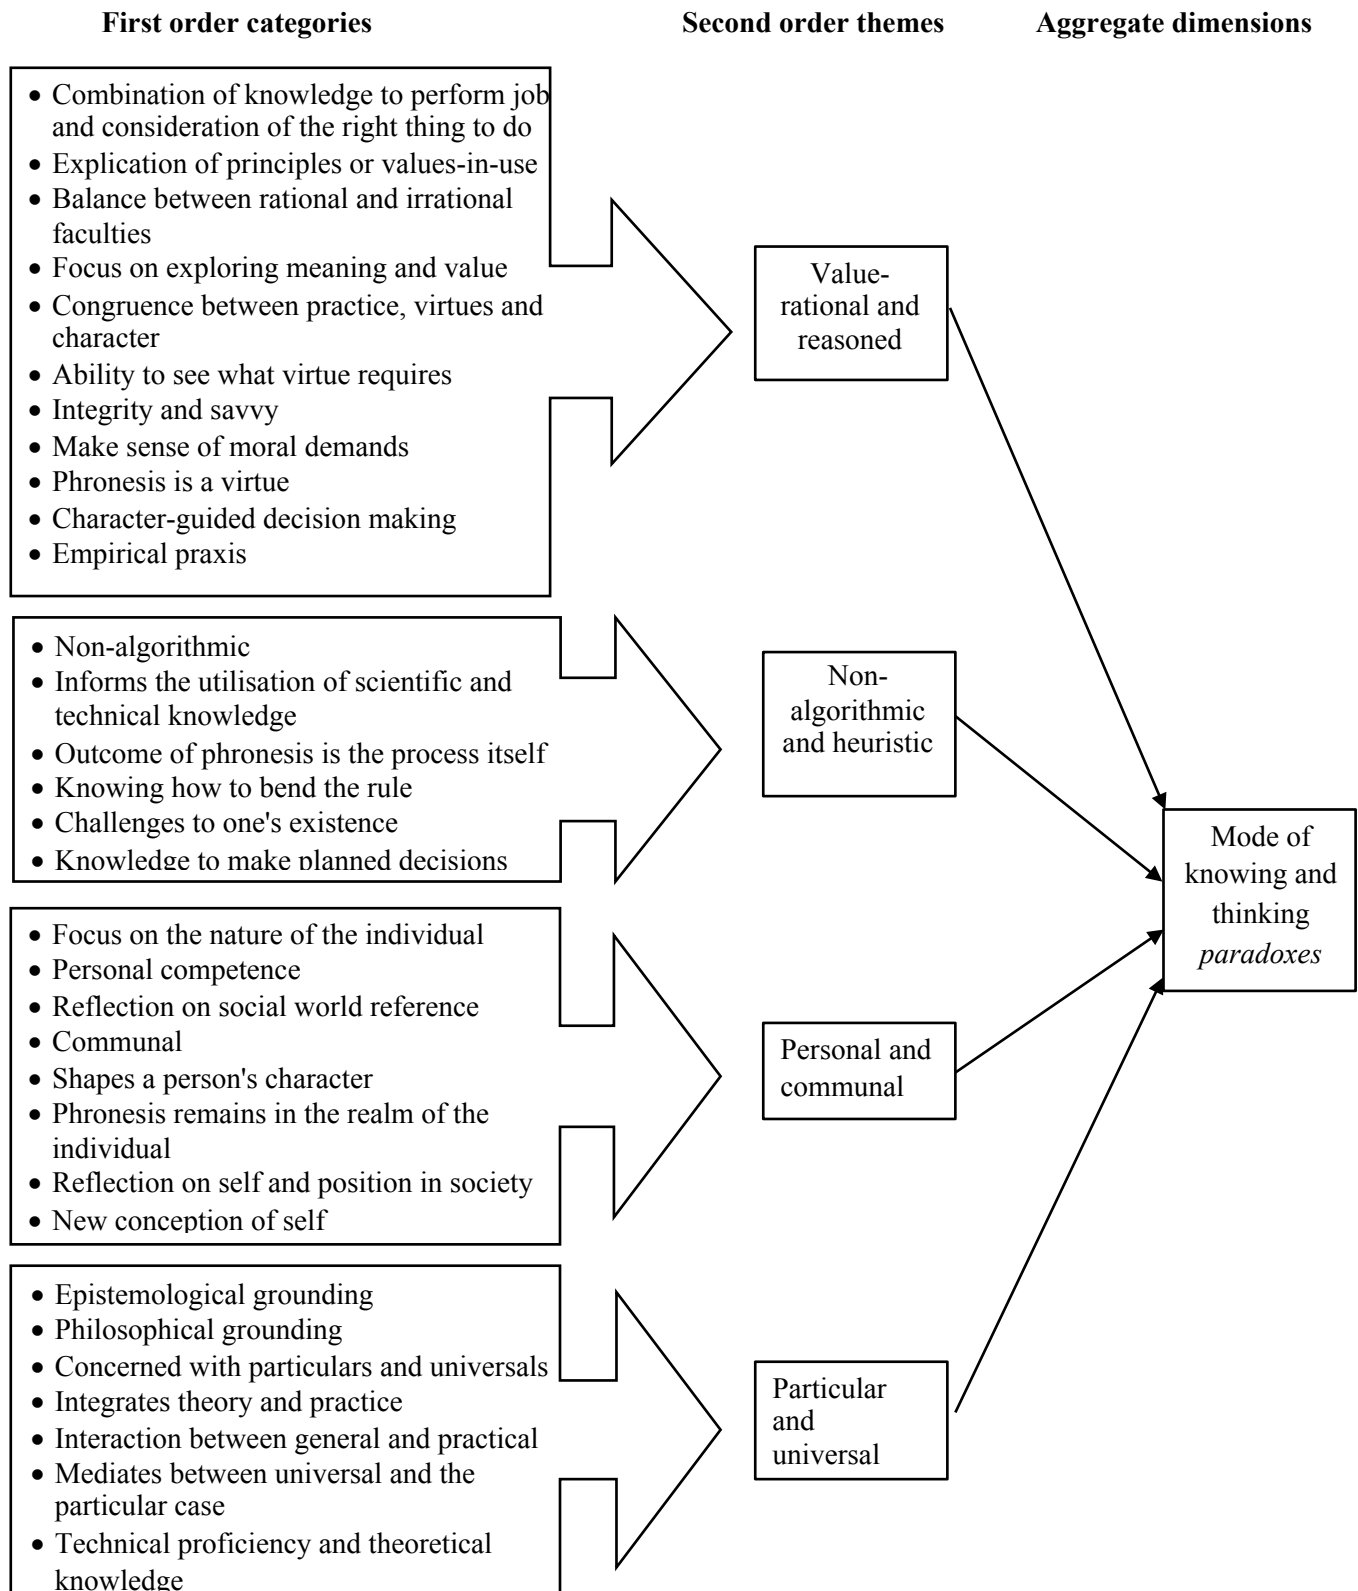 First order categories
Second order themes
Aggregate dimensions
• Combination of knowledge to perform job
and consideration of the right thing to do
• Explication of principles or values-in-use
• Balance between rational and irrational
faculties
• Focus on exploring meaning and value
• Congruence between practice, virtues and
character
• Ability to see what virtue requires
• Integrity and savvy
• Make sense of moral demands
• Phronesis is a virtue
• Character-guided decision making
• Empirical praxis
Value-
rational and
reasoned
• Non-algorithmic
• Informs the utilisation of scientific and
technical knowledge
• Outcome of phronesis is the process itself
• Knowing how to bend the rule
• Challenges to one's existence
• Knowledge to make planned decisions
Non-
algorithmic
and heuristic
• Focus on the nature of the individual
• Personal competence
• Reflection on social world reference
• Communal
• Shapes a person's character
• Phronesis remains in the realm of the
individual
• Reflection on self and position in society
• New conception of self
Personal and
communal
• Epistemological grounding
• Philosophical grounding
• Concerned with particulars and universals
• Integrates theory and practice
• Interaction between general and practical
• Mediates between universal and the
particular case
• Technical proficiency and theoretical
knowledge
Particular
and
universal
Mode of
knowing and
thinking
paradoxes